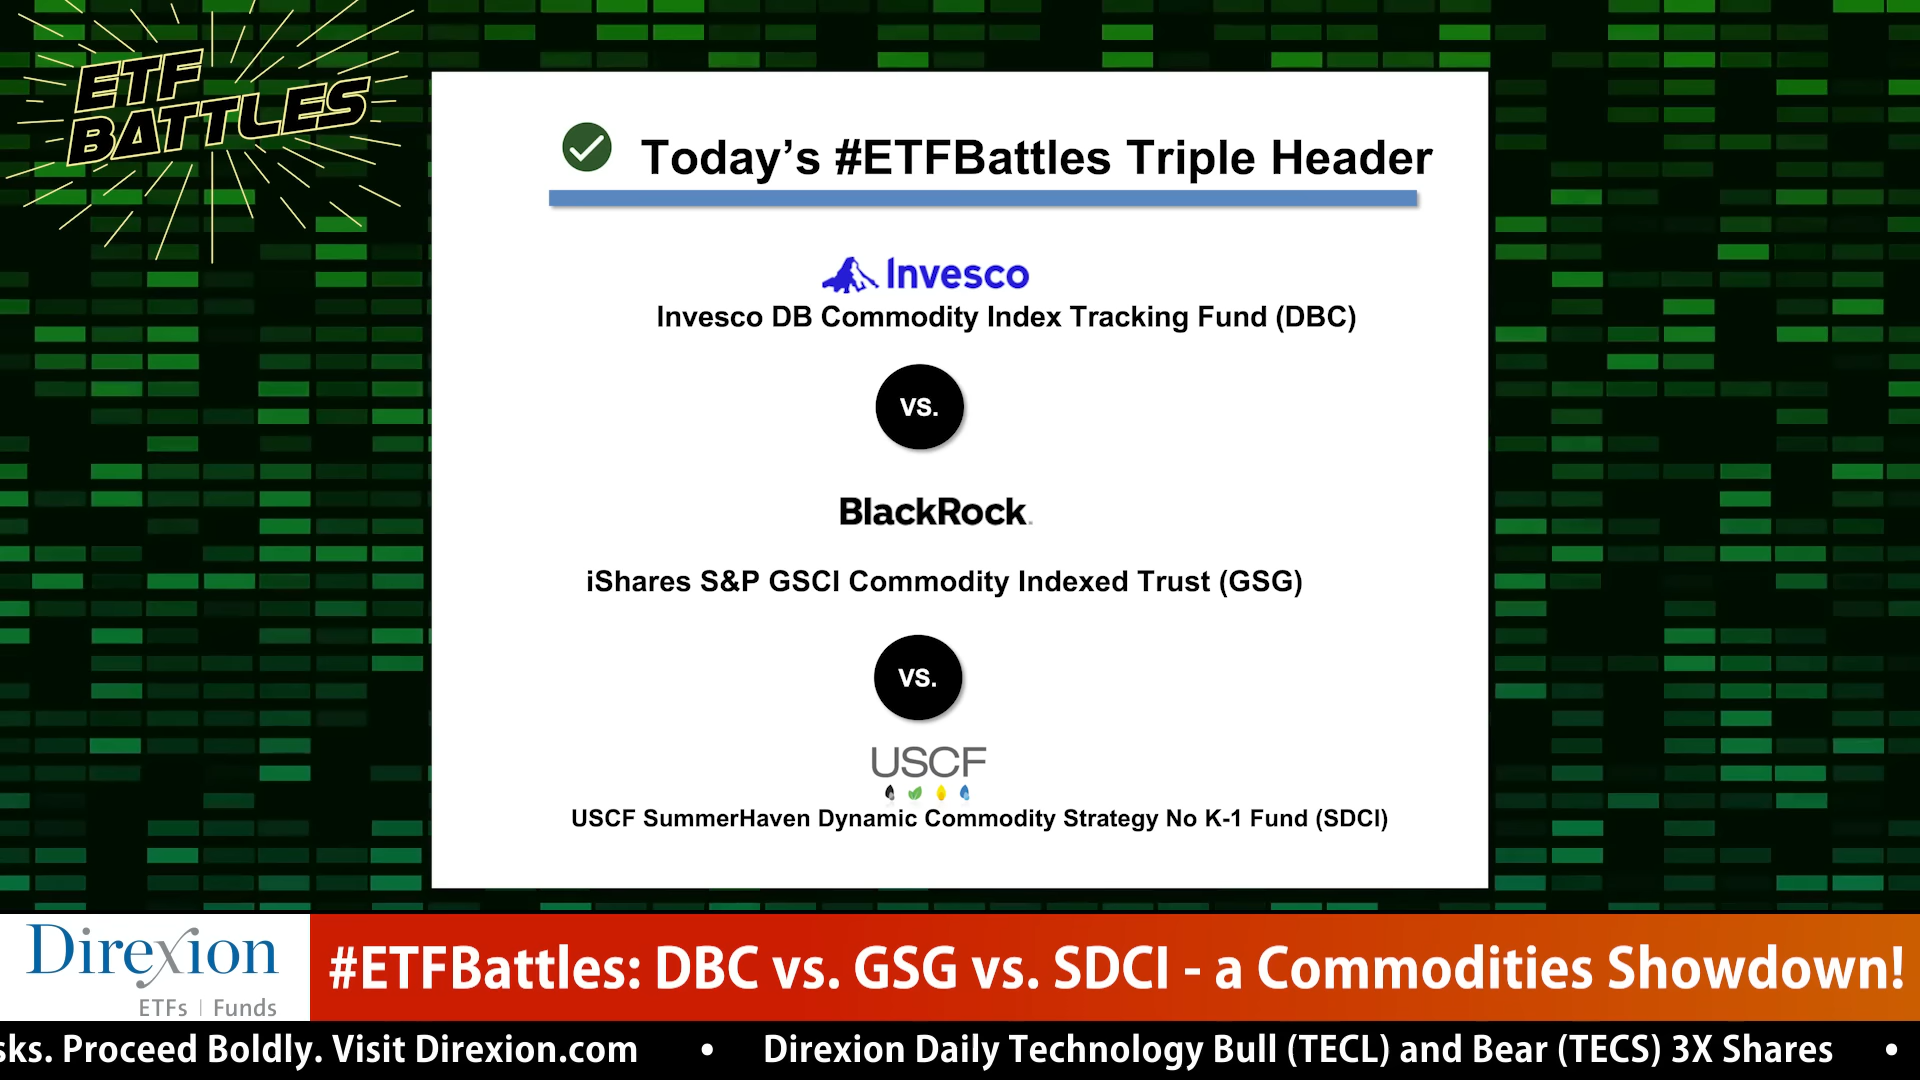 ETF
BATTLES
Today's #ETFBattles Triple Header
Invesco
Invesco DB Commodity Index Tracking Fund (DBC)
VS.
BlackRock.
iShares S&P GSCI Commodity Indexed Trust (GSG)
VS.
USCF
USCF SummerHaven Dynamic Commodity Strategy No K-1 Fund (SDCI)
Direxion
ETFs | Funds
#ETFBattles: DBC vs. GSG vs. SDCI - a Commodities Showdown!
sks. Proceed Boldly. Visit Direxion.com • Direxion Daily Technology Bull (TECL) and Bear (TECS) 3X Shares •